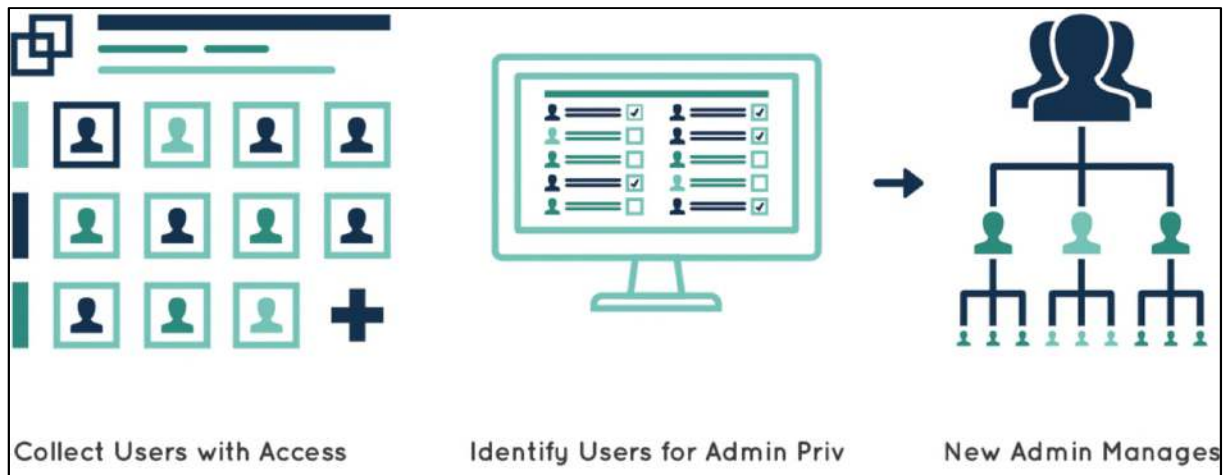 Collect Users with Access
Identify Users for Admin Priv
New Admin Manages